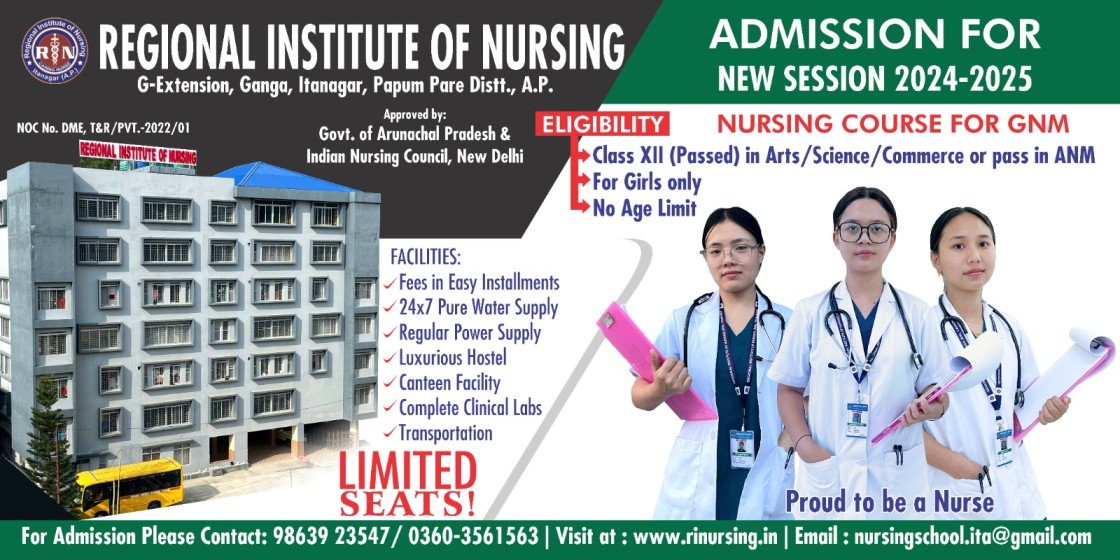 Regional Institute of Nursing
R N
Itanagar (A.P.)
REGIONAL INSTITUTE OF NURSING
G-Extension, Ganga, Itanagar, Papum Pare Distt., A.P.
NOC No. DME, T&R/PVT.-2022/01
Approved by:
Govt. of Arunachal Pradesh &
Indian Nursing Council, New Delhi
REGIONAL INSTITUTE OF NURSING
ADMISSION FOR
NEW SESSION 2024-2025
ELIGIBILITY
NURSING COURSE FOR GNM
Class XII (Passed) in Arts/Science/Commerce or pass in ANM
For Girls only
No Age Limit
FACILITIES:
Fees in Easy Installments
24x7 Pure Water Supply
Regular Power Supply
Luxurious Hostel
Canteen Facility
Complete Clinical Labs
Transportation
LIMITED
SEATS!
Proud to be a Nurse
For Admission Please Contact: 98639 23547/ 0360-3561563 | Visit at : www.rinursing.in | Email : nursingschool.ita@gmail.com